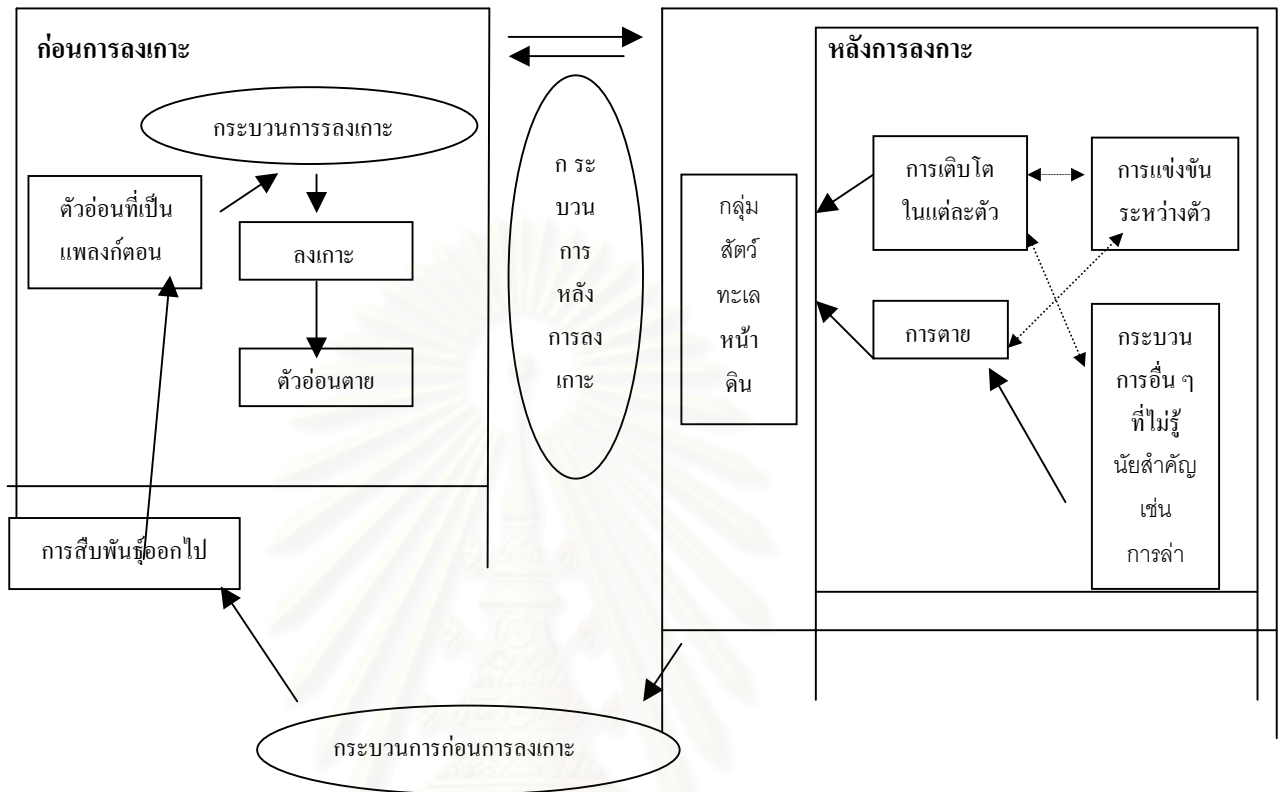 ก่อนการลงเกาะ
กระบวนการรลงเกาะ
ตัวอ่อนที่เป็น
แพลงก์ตอน
ลงเกาะ
ตัวอ่อนตาย
การสืบพันธุ์ออกไป
ก ระ
บวน
การ
หลัง
การลง
เกาะ
กลุ่ม
สัตว์
ทะเล
หน้า
ดิน
หลังการลงกาะ
การเติบโต
ในแต่ละตัว
การแข่งขัน
ระหว่างตัว
การตาย
กระบวน
การอื่น ๆ
ที่ไม่รู้
นัยสำคัญ
เช่น
การล่า
กระบวนการก่อนการลงเกาะ